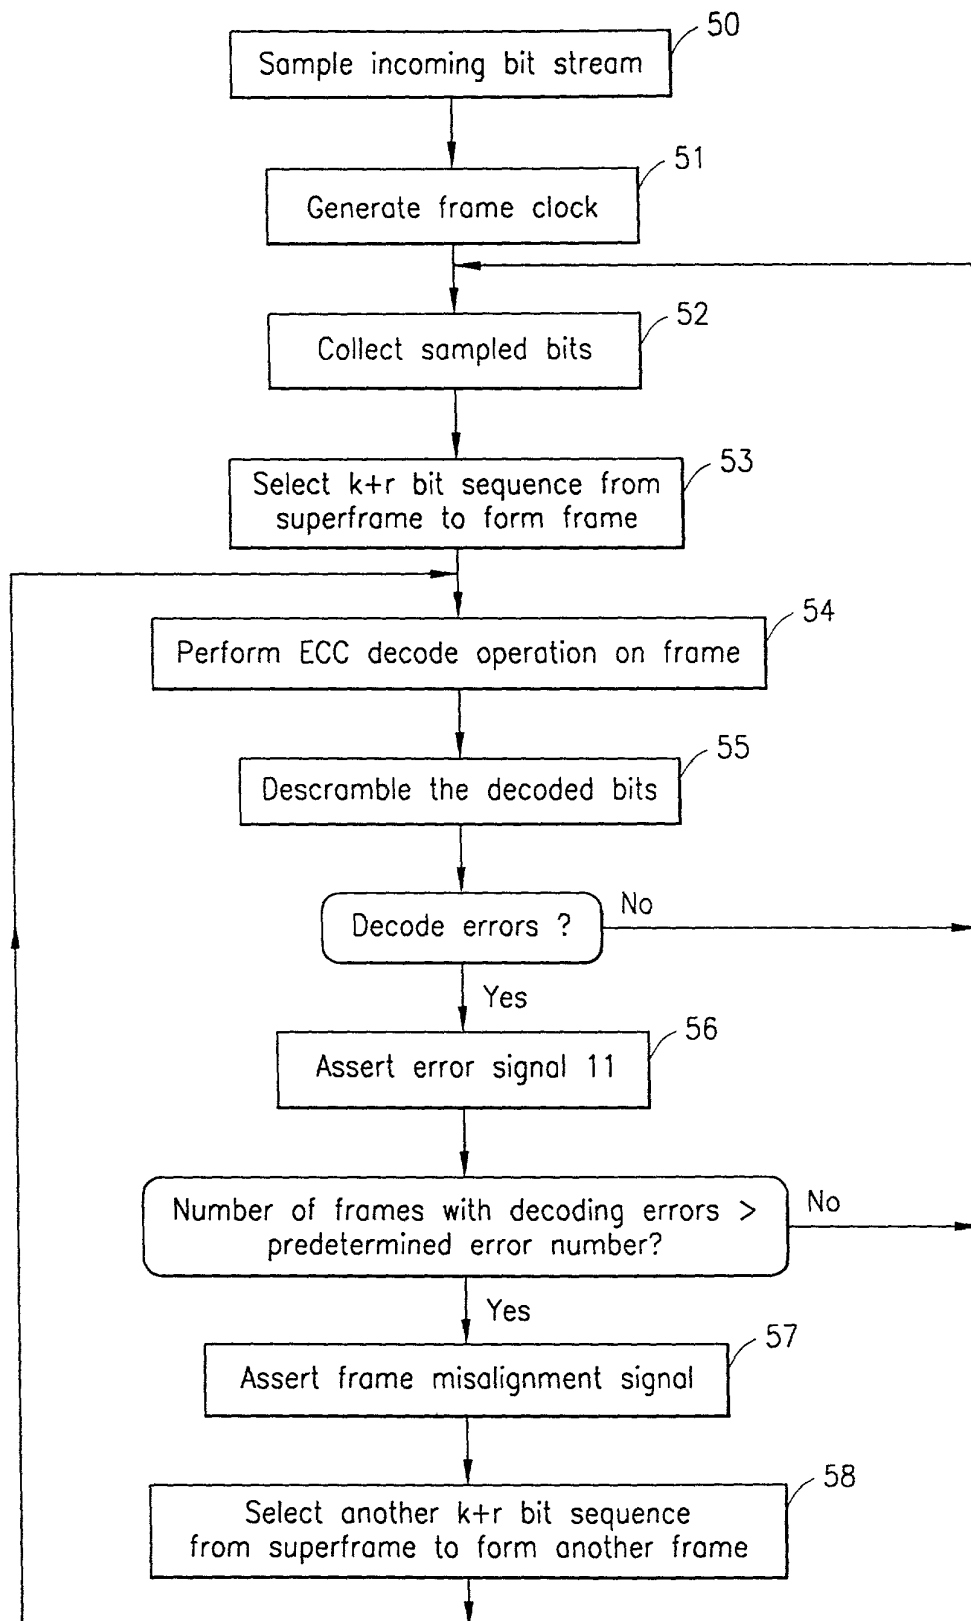 50
Sample incoming bit stream
51
Generate frame clock
52
Collect sampled bits
53
Select k+r bit sequence from
superframe to form frame
54
Perform ECC decode operation on frame
55
Descramble the decoded bits
Decode errors ?
No
Yes
56
Assert error signal 11
Number of frames with decoding errors >
predetermined error number?
No
Yes
57
Assert frame misalignment signal
58
Select another k+r bit sequence
from superframe to form another frame